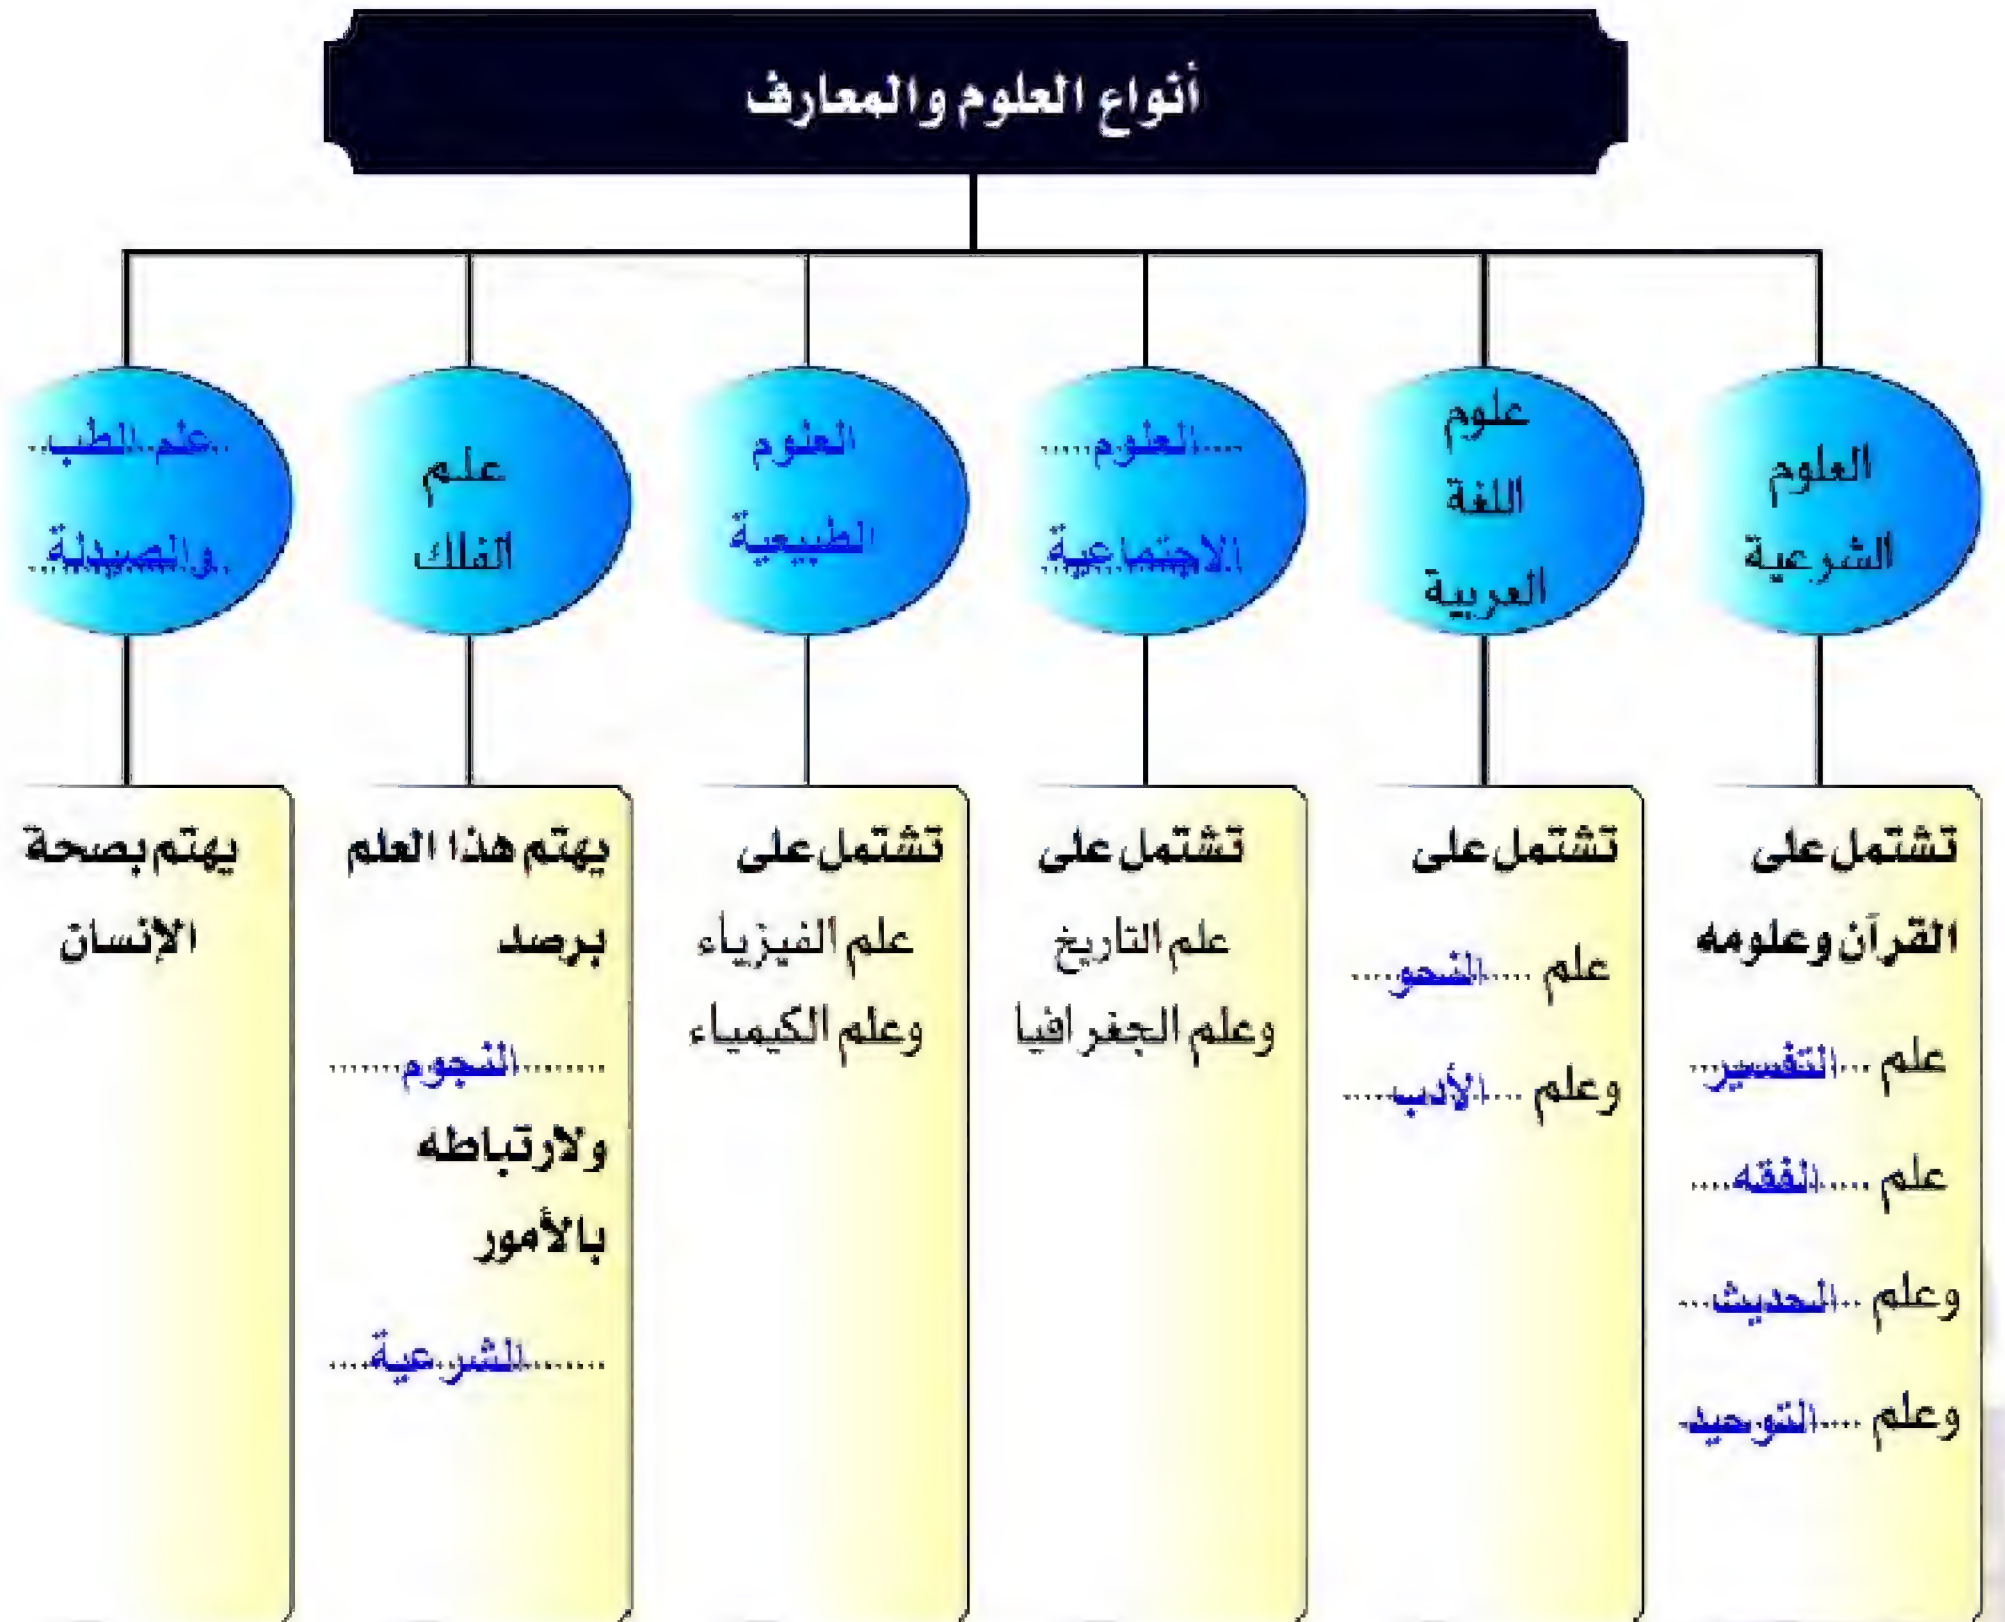 أنواع العلوم والمعارف
العلوم
الشرعية
علوم
اللغة
العربية
العلوم
الاجتماعية
العلوم
الطبيعية
علم
الفلك
علم الطب
والصيدلة
تشتمل على
القرآن وعلومه
علم التفسير
علم الفقه
وعلم الحديث
وعلم التوحيد
تشتمل على
علم النحو
وعلم الأدب
تشتمل على
علم التاريخ
وعلم الجغرافيا
تشتمل على
علم الفيزياء
وعلم الكيمياء
يهتم هذا العلم
برصد
النجوم
ولارتباطه
بالأمور
الشرعية
يهتم بصحة
الإنسان